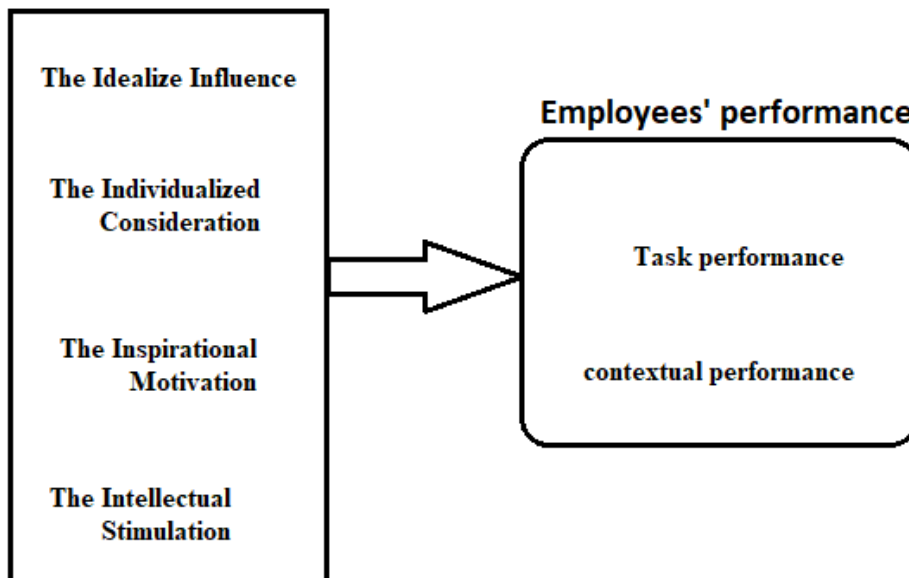 The Idealize Influence
The Individualized
Consideration
The Inspirational
Motivation
The Intellectual
Stimulation
Employees' performance
Task performance
contextual performance